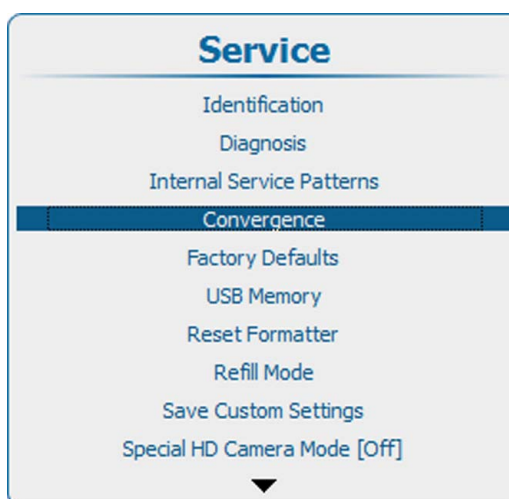 Service
Identification
Diagnosis
Internal Service Patterns
Convergence
Factory Defaults
USB Memory
Reset Formatter
Refill Mode
Save Custom Settings
Special HD Camera Mode [Off]